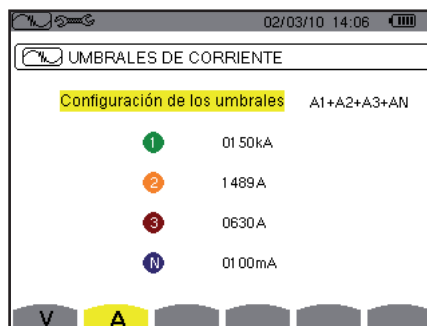 02/03/10 14:06
UMBRALES DE CORRIENTE
Configuración de los umbrales A1+A2+A3+AN
1 0150kA
2 1489A
3 0630A
N 0100mA
V A